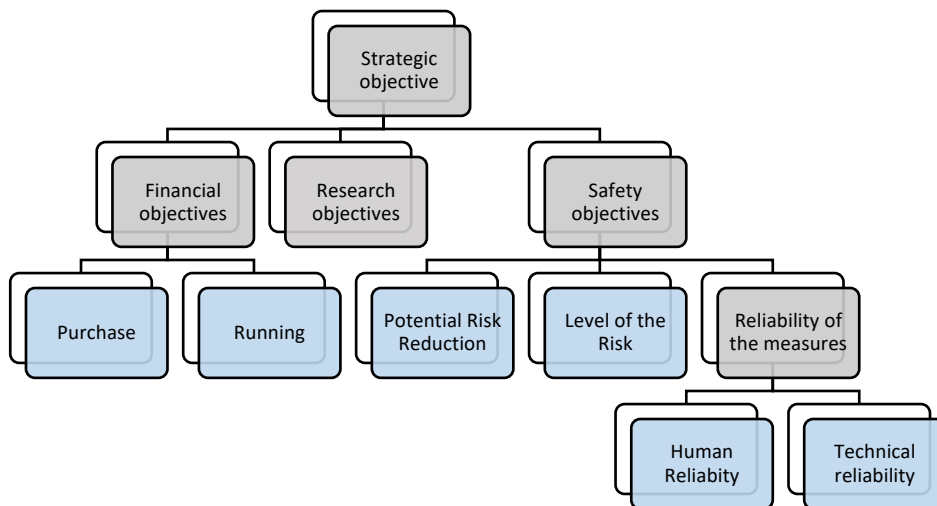 Strategic
objective
Financial
objectives
Research
objectives
Safety
objectives
Purchase
Running
Potential Risk
Reduction
Level of the
Risk
Reliability of
the measures
Human
Reliabity
Technical
reliability